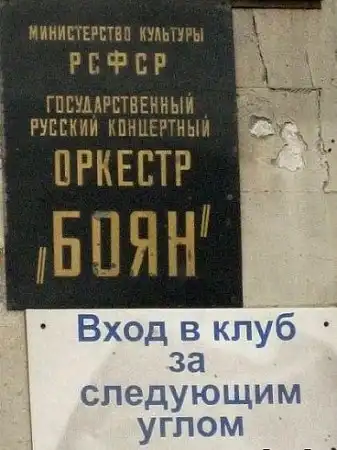 МИНИСТЕРСТВО КУЛЬТУРЫ
РСФСР
ГОСУДАРСТВЕННЫЙ
РУССКИЙ КОНЦЕРТНЫЙ
ОРКЕСТР
„БОЯН"
Вход в клуб
за
следующим
углом